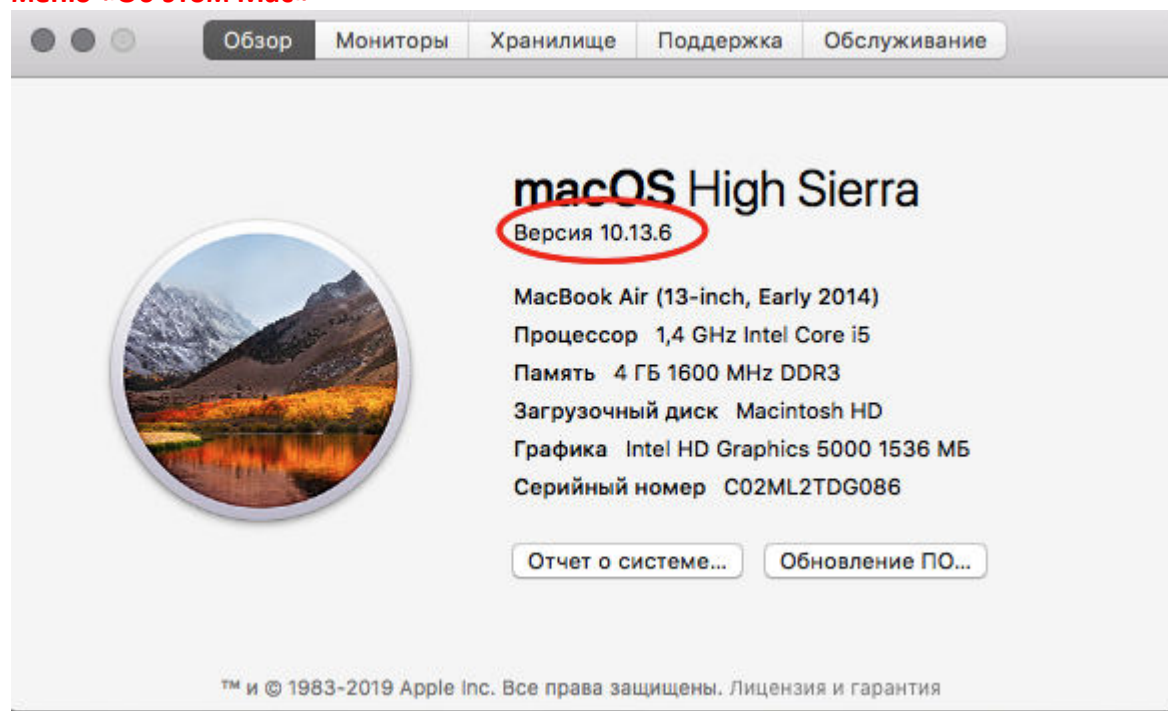 Обзор Мониторы Хранилище Поддержка Обслуживание
macOS High Sierra
Версия 10.13.6
MacBook Air (13-inch, Early 2014)
Процессор 1,4 GHz Intel Core i5
Память 4 ГБ 1600 MHz DDR3
Загрузочный диск Macintosh HD
Графика Intel HD Graphics 5000 1536 МБ
Серийный номер C02ML2TDG086
Отчет о системе... Обновление ПО...
™ и © 1983-2019 Apple Inc. Все права защищены. Лицензия и гарантия